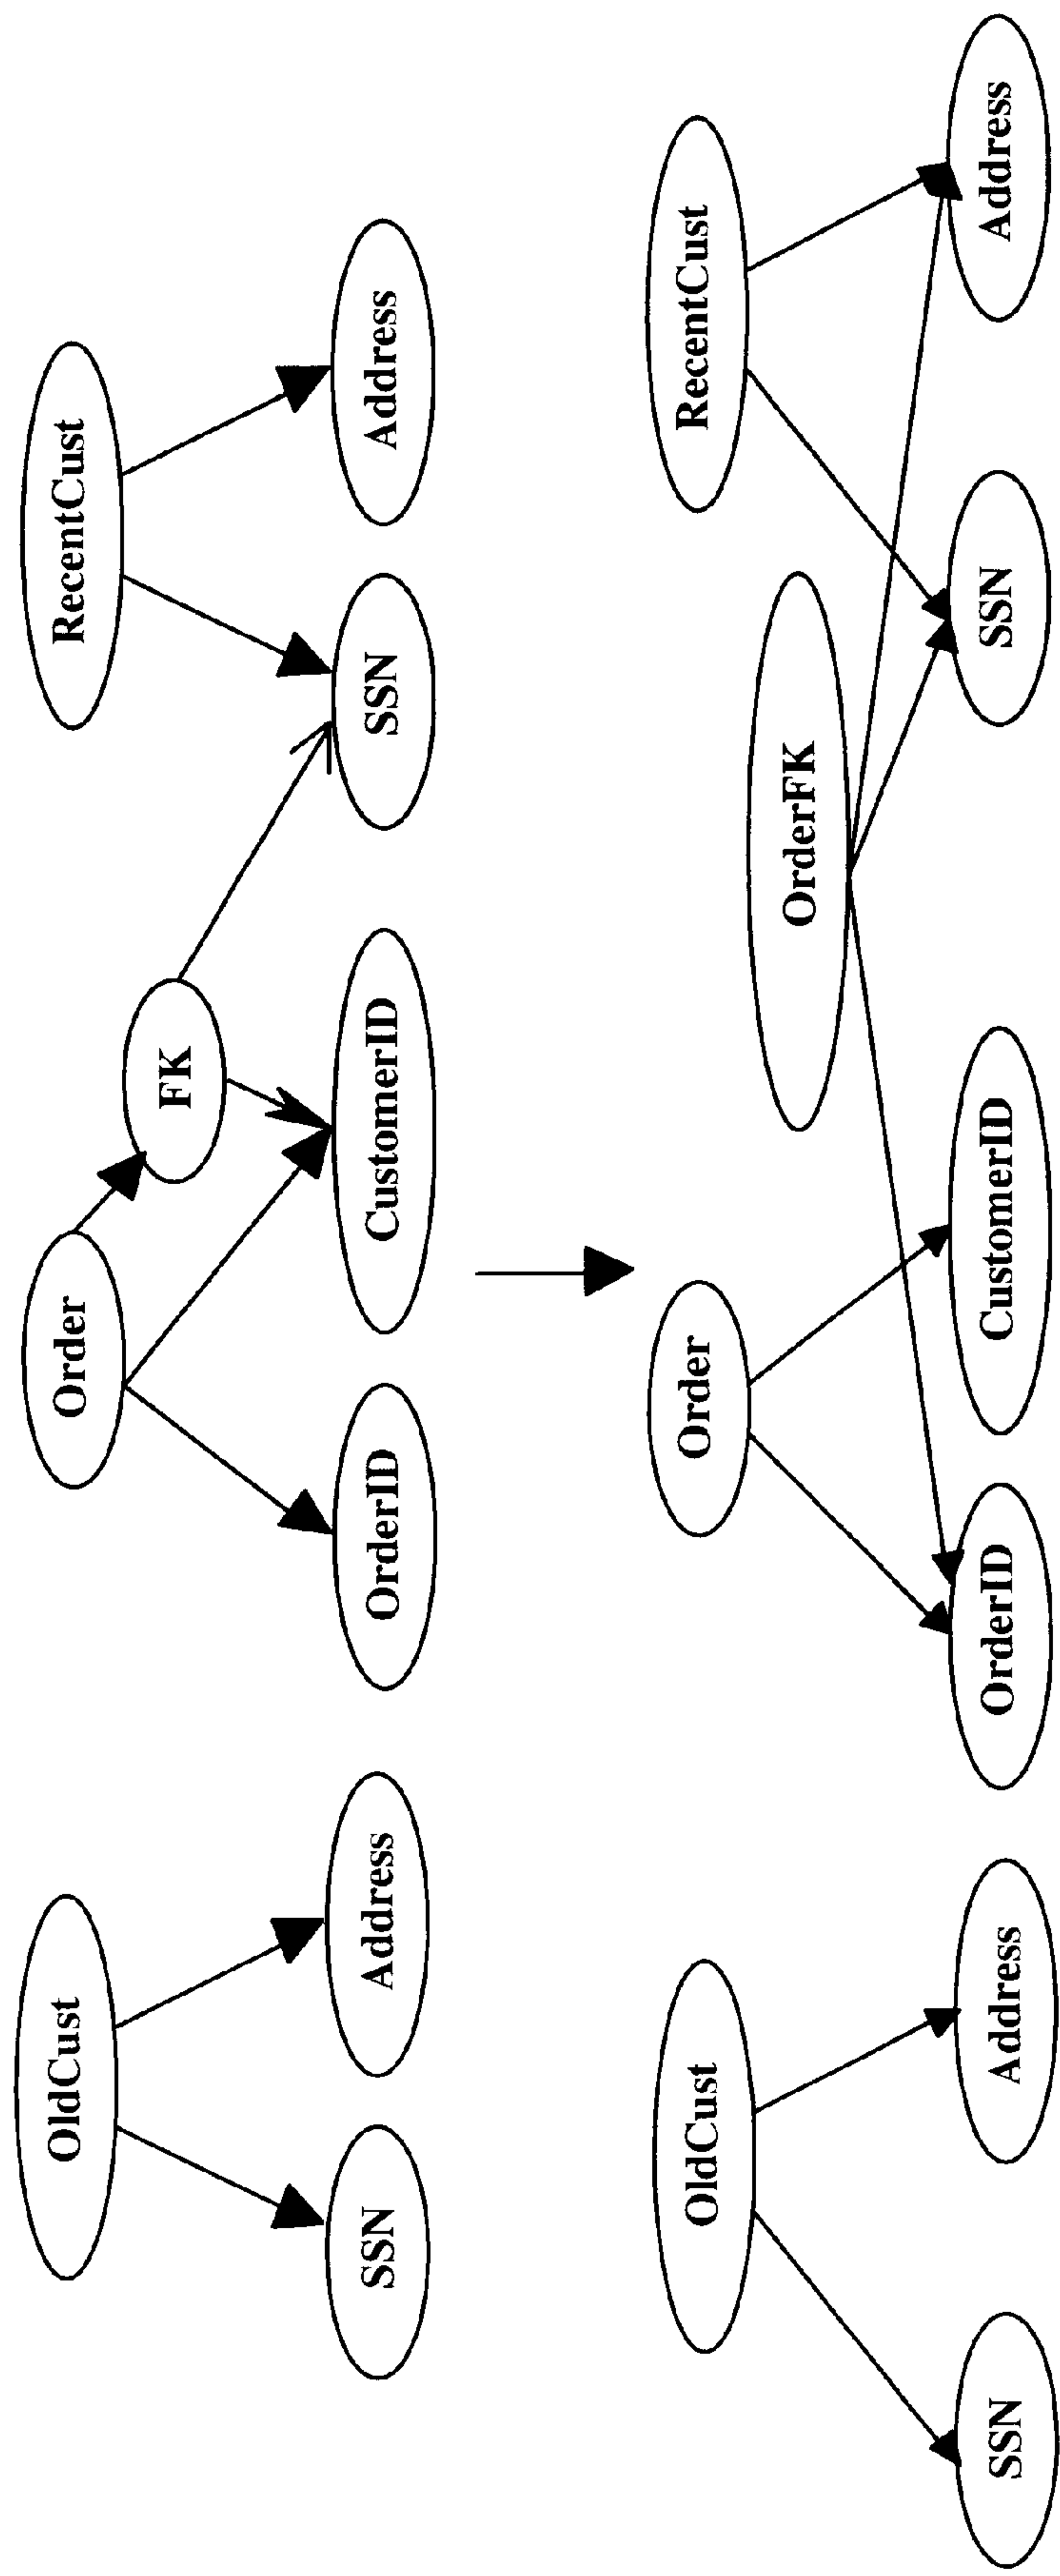 OldCust
Order
RecentCust
FK
SSN
Address
OrderID
CustomerID
SSN
Address
OldCust
Order
RecentCust
OrderFK
SSN
Address
OrderID
CustomerID
SSN
Address